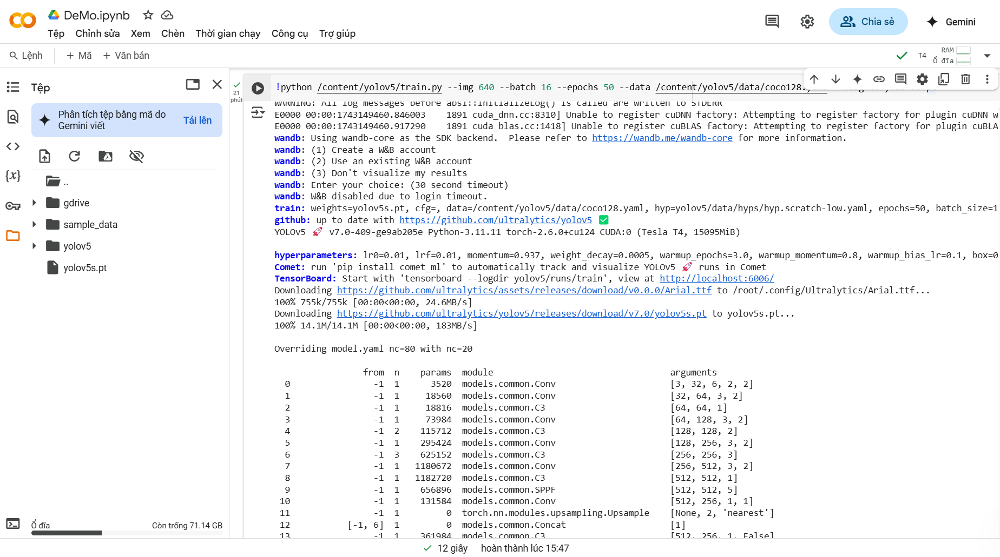 DeMo.ipynb
Tệp Chỉnh sửa Xem Chèn Thời gian chạy Công cụ Trợ giúp
Chia sẻ
Gemini
Lệnh + Mã + Văn bản
T4
RAM
Ổ đĩa
Tệp
Phân tích tệp bằng mã do
Gemini viết
Tải lên
..
gdrive
sample_data
yolov5
yolov5s.pt
Ổ đĩa
Còn trống 71.14 GB
21
phút
!python /content/yolov5/train.py --img 640 --batch 16 --epochs 50 --data /content/yolov5/data/coco128.yaml
WARNING: All log messages before absl::InitializeLog() is called are written to STDERR
E0000 00:00:1743149460.846003    1891 cuda_dnn.cc:8310] Unable to register cuDNN factory: Attempting to register factory for plugin cuDNN w
E0000 00:00:1743149460.917290    1891 cuda_blas.cc:1418] Unable to register cuBLAS factory: Attempting to register factory for plugin cuBLA
wandb: Using wandb-core as the SDK backend.  Please refer to https://wandb.me/wandb-core for more information.
wandb: (1) Create a W&B account
wandb: (2) Use an existing W&B account
wandb: (3) Don't visualize my results
wandb: Enter your choice: (30 second timeout)
wandb: W&B disabled due to login timeout.
train: weights=yolov5s.pt, cfg=, data=/content/yolov5/data/coco128.yaml, hyp=yolov5/data/hyps/hyp.scratch-low.yaml, epochs=50, batch_size=1
github: up to date with https://github.com/ultralytics/yolov5 ✅
YOLOv5 🚀 v7.0-409-ge9ab205e Python-3.11.11 torch-2.6.0+cu124 CUDA:0 (Tesla T4, 15095MiB)
hyperparameters: lr0=0.01, lrf=0.01, momentum=0.937, weight_decay=0.0005, warmup_epochs=3.0, warmup_momentum=0.8, warmup_bias_lr=0.1, box=0
Comet: run 'pip install comet_ml' to automatically track and visualize YOLOv5 🚀 runs in Comet
TensorBoard: Start with 'tensorboard --logdir yolov5/runs/train', view at http://localhost:6006/
Downloading https://github.com/ultralytics/assets/releases/download/v0.0.0/Arial.ttf to /root/.config/Ultralytics/Arial.ttf...
100% 755k/755k [00:00<00:00, 24.6MB/s]
Downloading https://github.com/ultralytics/yolov5/releases/download/v7.0/yolov5s.pt to yolov5s.pt...
100% 14.1M/14.1M [00:00<00:00, 183MB/s]
Overriding model.yaml nc=80 with nc=20
from  n    params  module                                  arguments
0                -1  1      3520  models.common.Conv                      [3, 32, 6, 2, 2]
1                -1  1     18560  models.common.Conv                      [32, 64, 3, 2]
2                -1  1     18816  models.common.C3                        [64, 64, 1]
3                -1  1     73984  models.common.Conv                      [64, 128, 3, 2]
4                -1  2    115712  models.common.C3                        [128, 128, 2]
5                -1  1    295424  models.common.Conv                      [128, 256, 3, 2]
6                -1  3    625152  models.common.C3                        [256, 256, 3]
7                -1  1   1180672  models.common.Conv                      [256, 512, 3, 2]
8                -1  1   1182720  models.common.C3                        [512, 512, 1]
9                -1  1    656896  models.common.SPPF                      [512, 512, 5]
10                -1  1    131584  models.common.Conv                      [512, 256, 1, 1]
11                -1  1         0  torch.nn.modules.upsampling.Upsample    [None, 2, 'nearest']
12           [-1, 6]  1         0  models.common.Concat                    [1]
13                -1  1    361984  models.common.C3                        [512, 256, 1, False]
12 giây hoàn thành lúc 15:47